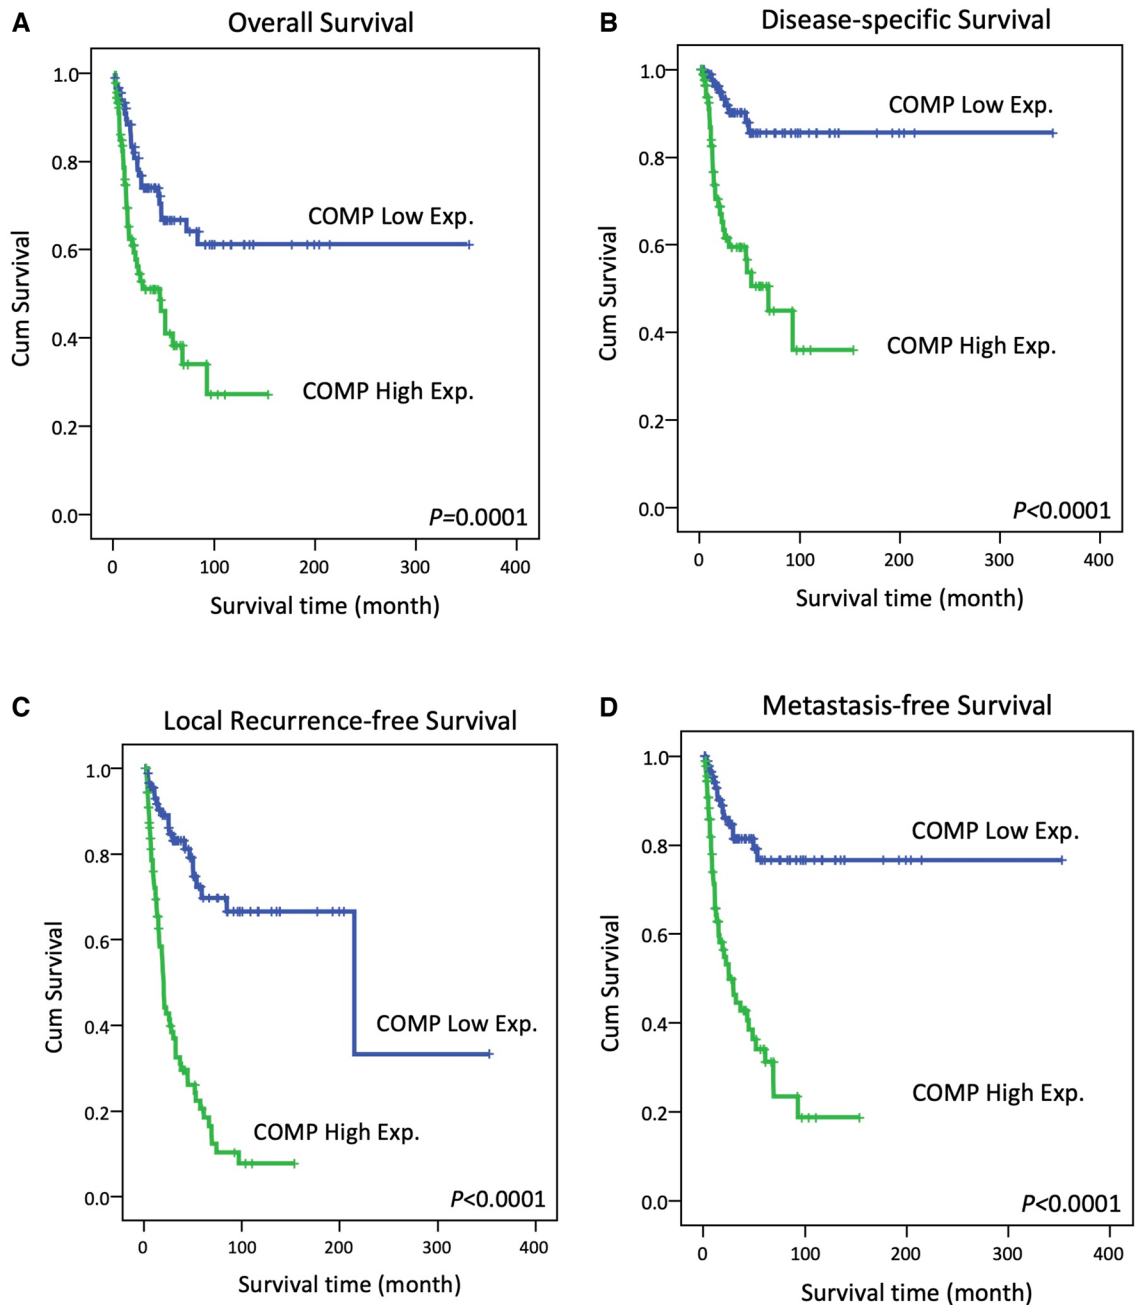 A
Overall Survival
1.0
0.8
0.6
0.4
0.2
0.0
Cum Survival
COMP Low Exp.
COMP High Exp.
P=0.0001
0 100 200 300 400
Survival time (month)
B
Disease-specific Survival
1.0
0.8
0.6
0.4
0.2
0.0
Cum Survival
COMP Low Exp.
COMP High Exp.
P<0.0001
0 100 200 300 400
Survival time (month)
C
Local Recurrence-free Survival
1.0
0.8
0.6
0.4
0.2
0.0
Cum Survival
COMP Low Exp.
COMP High Exp.
P<0.0001
0 100 200 300 400
Survival time (month)
D
Metastasis-free Survival
1.0
0.8
0.6
0.4
0.2
0.0
Cum Survival
COMP Low Exp.
COMP High Exp.
P<0.0001
0 100 200 300 400
Survival time (month)